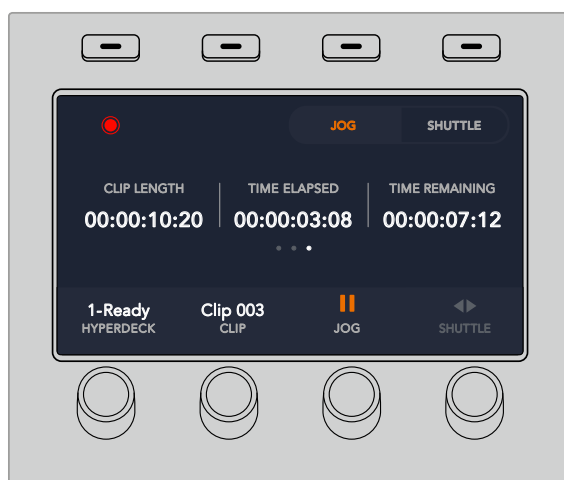 JOG SHUTTLE
CLIP LENGTH TIME ELAPSED TIME REMAINING
00:00:10:20 00:00:03:08 00:00:07:12
1-Ready Clip 003
HYPERDECK CLIP JOG SHUTTLE